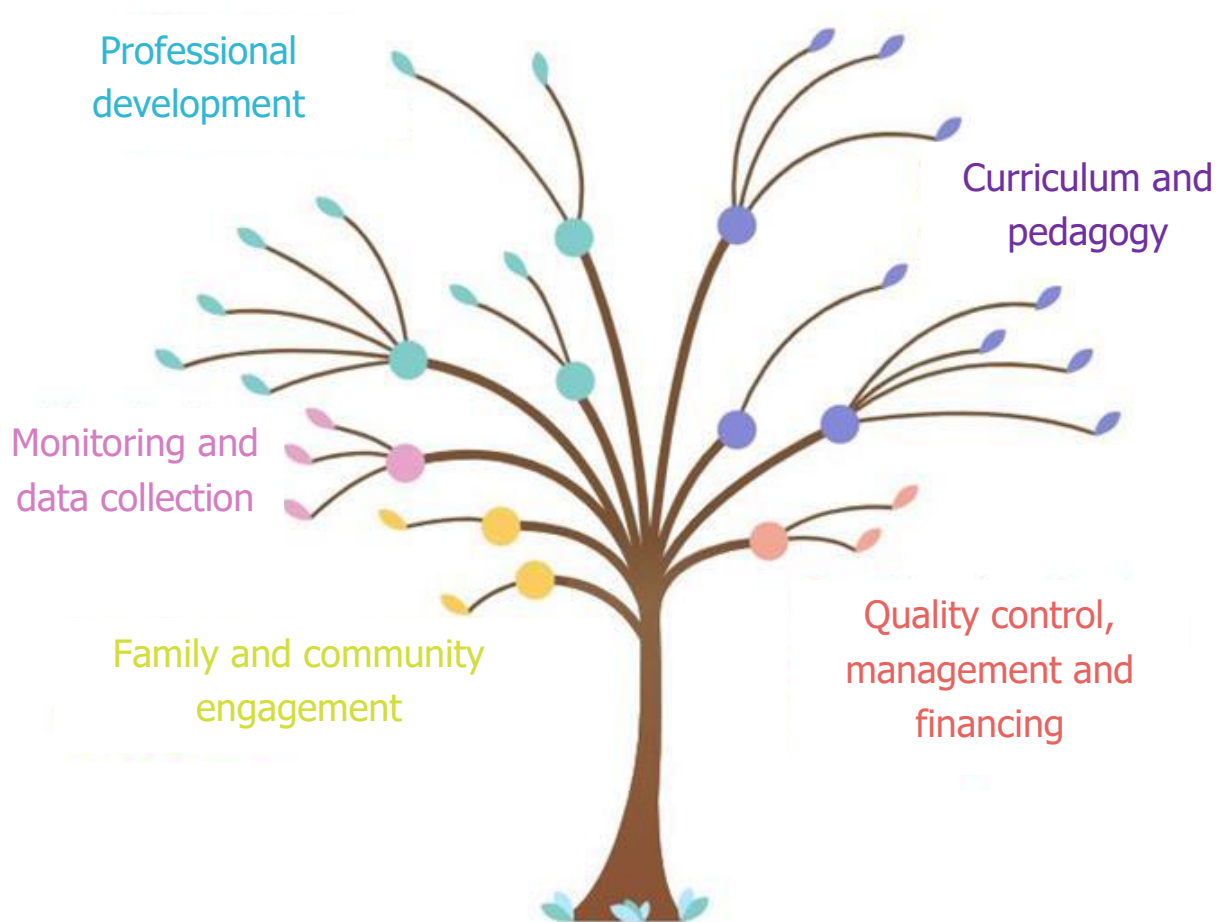 Professional
development
Curriculum and
pedagogy
Monitoring and
data collection
Family and community
engagement
Quality control,
management and
financing